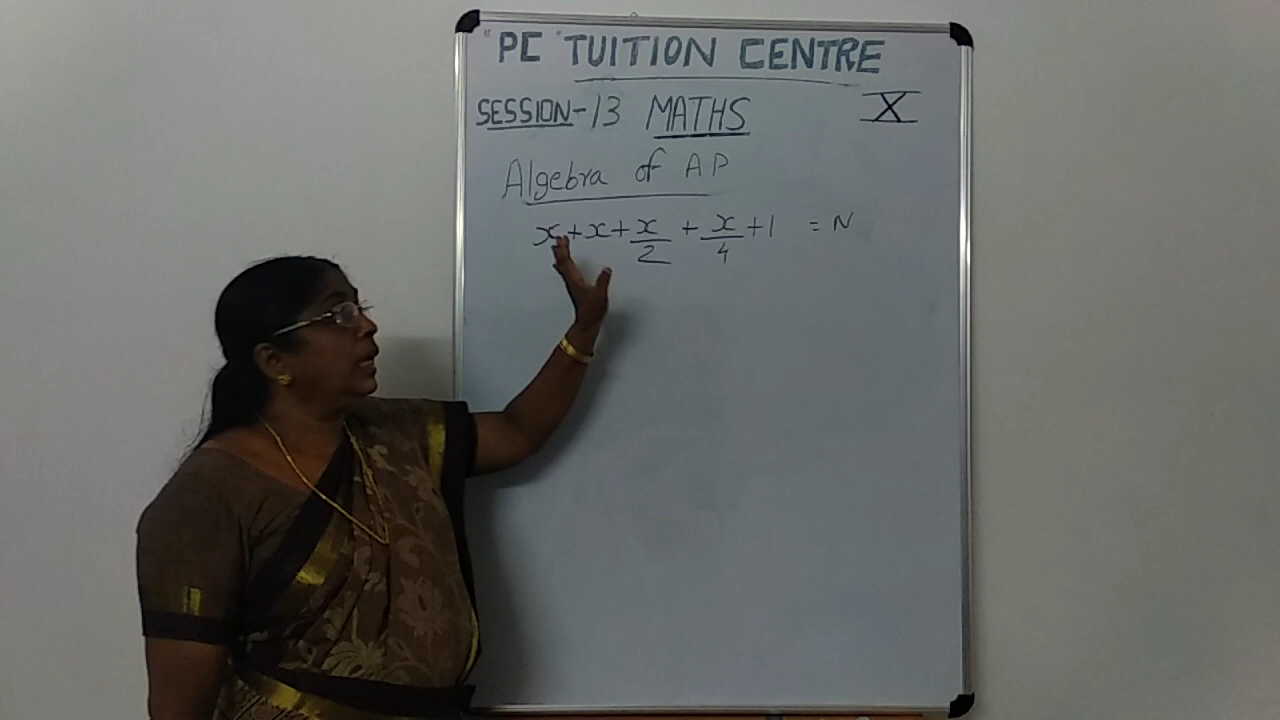 "PC "TUITION CENTRE
SESSION-13 MATHS X
Algebra of AP
x + x + x/2 + x/4 + 1 = N